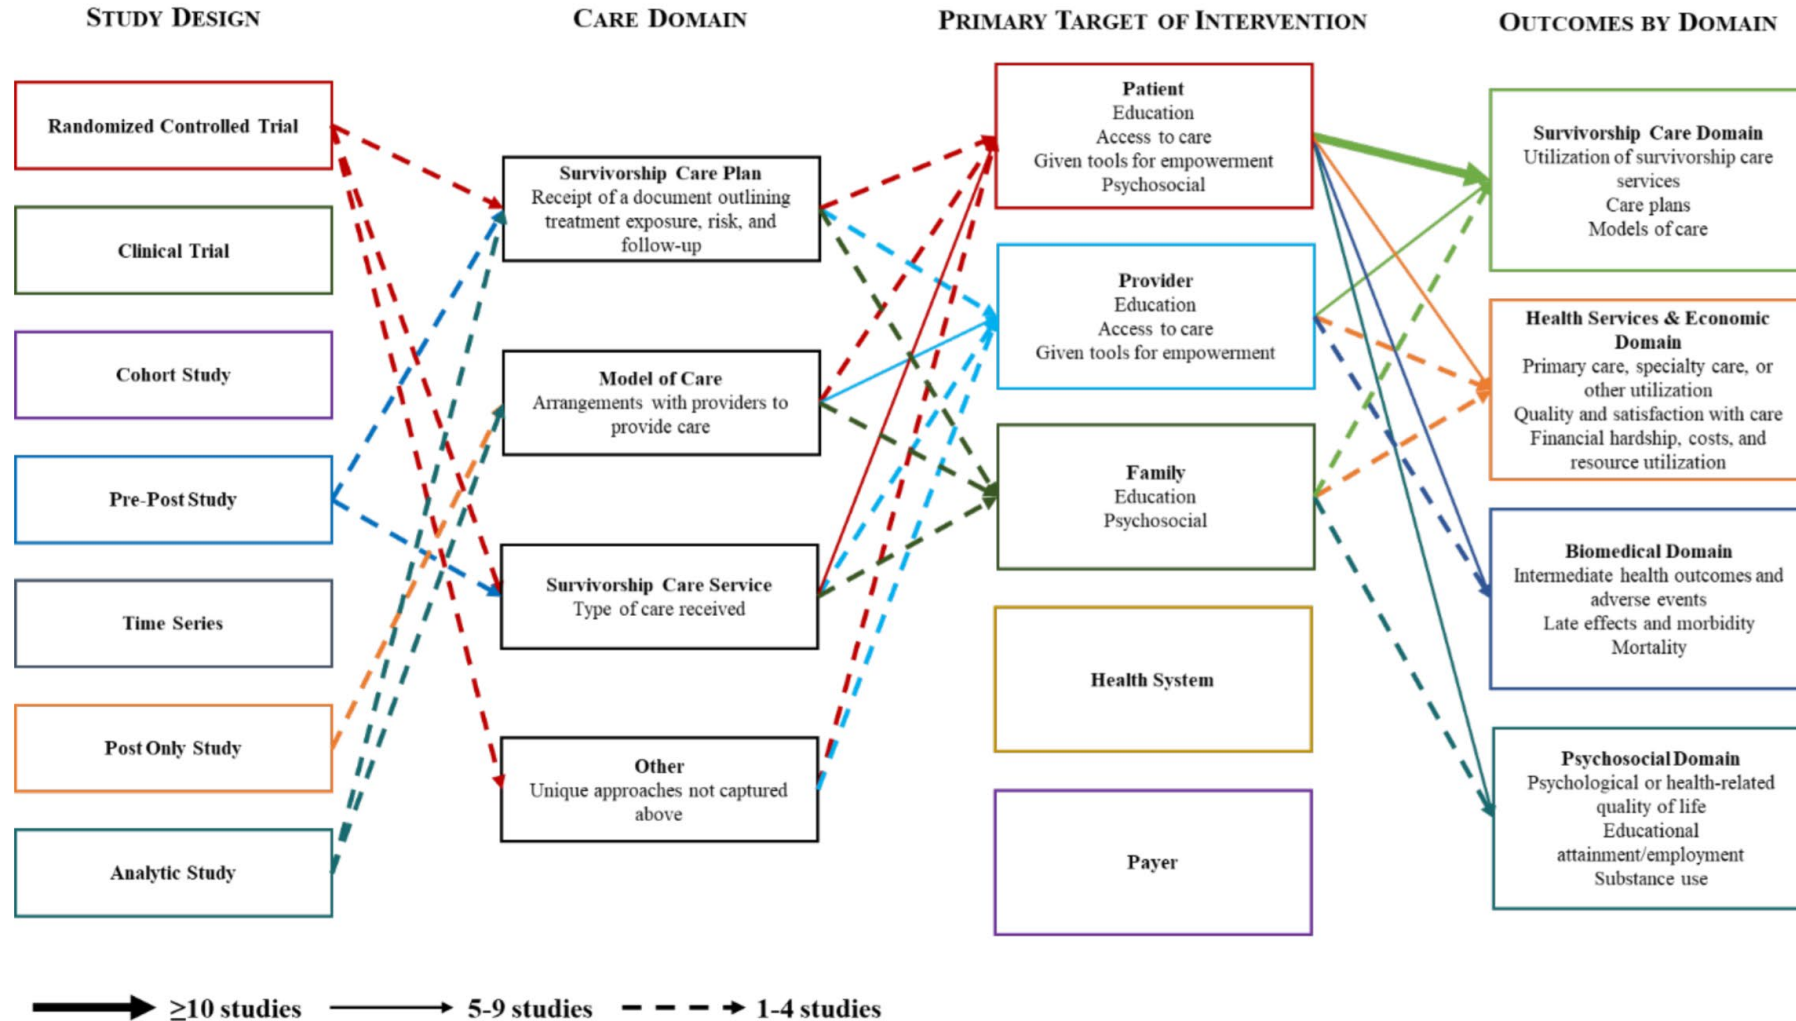 STUDY DESIGN
CARE DOMAIN
PRIMARY TARGET OF INTERVENTION
OUTCOMES BY DOMAIN
Randomized Controlled Trial
Clinical Trial
Cohort Study
Pre-Post Study
Time Series
Post Only Study
Analytic Study
Survivorship Care Plan
Receipt of a document outlining
treatment exposure, risk, and
follow-up
Model of Care
Arrangements with providers to
provide care
Survivorship Care Service
Type of care received
Other
Unique approaches not captured
above
Patient
Education
Access to care
Given tools for empowerment
Psychosocial
Provider
Education
Access to care
Given tools for empowerment
Family
Education
Psychosocial
Health System
Payer
Survivorship Care Domain
Utilization of survivorship care
services
Care plans
Models of care
Health Services & Economic
Domain
Primary care, specialty care, or
other utilization
Quality and satisfaction with care
Financial hardship, costs, and
resource utilization
Biomedical Domain
Intermediate health outcomes and
adverse events
Late effects and morbidity
Mortality
Psychosocial Domain
Psychological or health-related
quality of life
Educational
attainment/employment
Substance use
≥10 studies
5-9 studies
1-4 studies